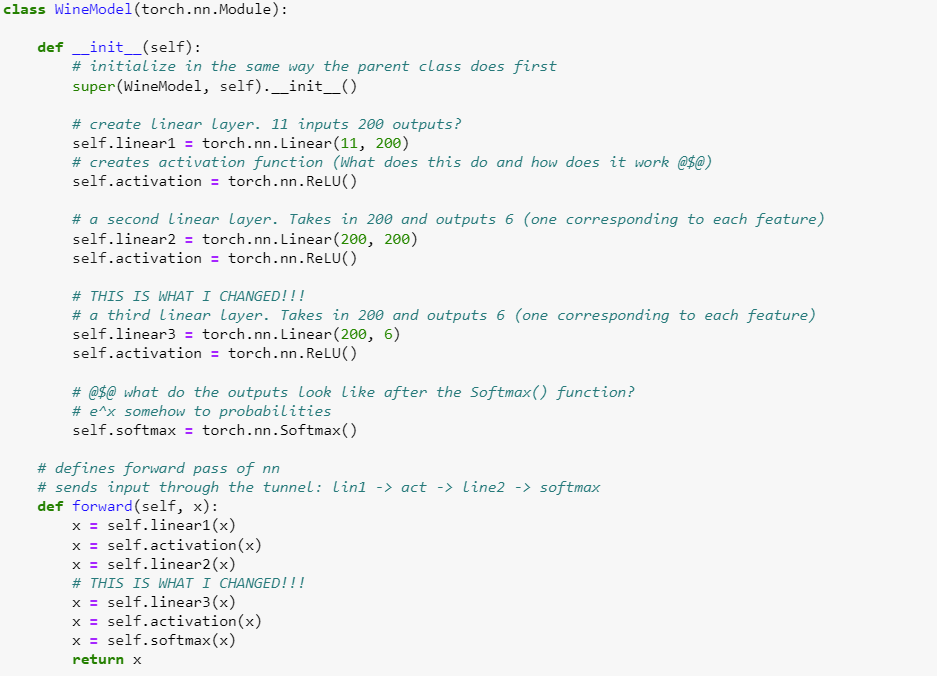 class WineModel(torch.nn.Module):
def __init__(self):
# initialize in the same way the parent class does first
super(WineModel, self).__init__()
# create linear layer. 11 inputs 200 outputs?
self.linear1 = torch.nn.Linear(11, 200)
# creates activation function (What does this do and how does it work @$@)
self.activation = torch.nn.ReLU()
# a second linear layer. Takes in 200 and outputs 6 (one corresponding to each feature)
self.linear2 = torch.nn.Linear(200, 200)
self.activation = torch.nn.ReLU()
# THIS IS WHAT I CHANGED!!!
# a third linear layer. Takes in 200 and outputs 6 (one corresponding to each feature)
self.linear3 = torch.nn.Linear(200, 6)
self.activation = torch.nn.ReLU()
# @$@ what do the outputs look like after the Softmax() function?
# e^x somehow to probabilities
self.softmax = torch.nn.Softmax()
# defines forward pass of nn
# sends input through the tunnel: lin1 -> act -> line2 -> softmax
def forward(self, x):
x = self.linear1(x)
x = self.activation(x)
x = self.linear2(x)
# THIS IS WHAT I CHANGED!!!
x = self.linear3(x)
x = self.activation(x)
x = self.softmax(x)
return x